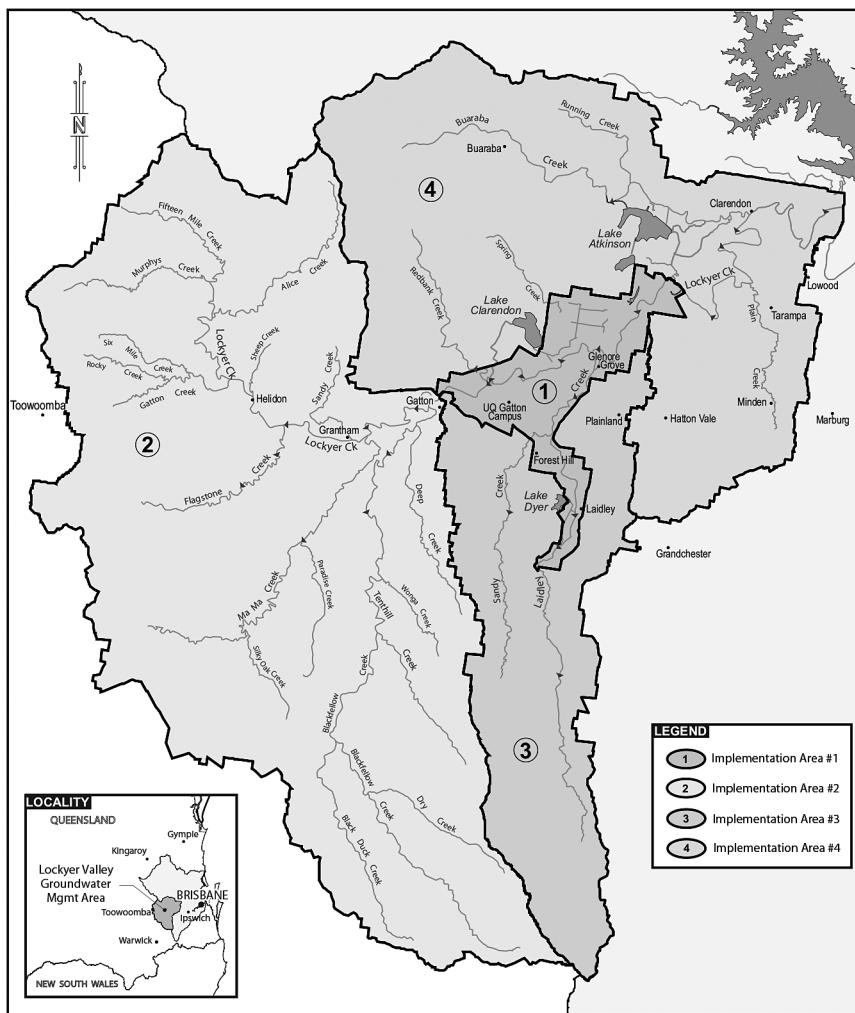 N
Running
Creek
Buaraba
Buaraba
Creek
4
Clarendon
Fifteen Mile Creek
Lake
Atkinson
Spring
Creek
Redbank Creek
Murphys Creek
Alice Creek
Lockyer Ck
Lowood
Lake
Clarendon
Plain
Creek
Tarampa
Lockyer Ck
Sheep Creek
Six Mile Creek
Rocky Creek
Gatton Creek
Sandy Creek
Glenore
Grove
Creek
1
Helidon
Gatton
UQ Gatton
Campus
Minden
Toowoomba
Plainland
Hatton Vale
Marburg
2
Grantham
Lockyer Ck
Forest Hill
Flagstone Creek
Deep
Creek
Creek
Sandy
Lake
Dyer
Laidley
Grandchester
Laidley
Ma Ma Creek
Paradise Creek
Tenthill
Creek
Wonga Creek
Creek
Silky Oak Creek
Blackfellow
Blackfellow
Creek
Dry
Creek
Black Duck Creek
3
LEGEND
1 Implementation Area #1
2 Implementation Area #2
3 Implementation Area #3
4 Implementation Area #4
LOCALITY
QUEENSLAND
Gympie
Kingaroy
Lockyer Valley
Groundwater
Mgmt Area
BRISBANE
Toowoomba
Ipswich
Warwick
NEW SOUTH WALES